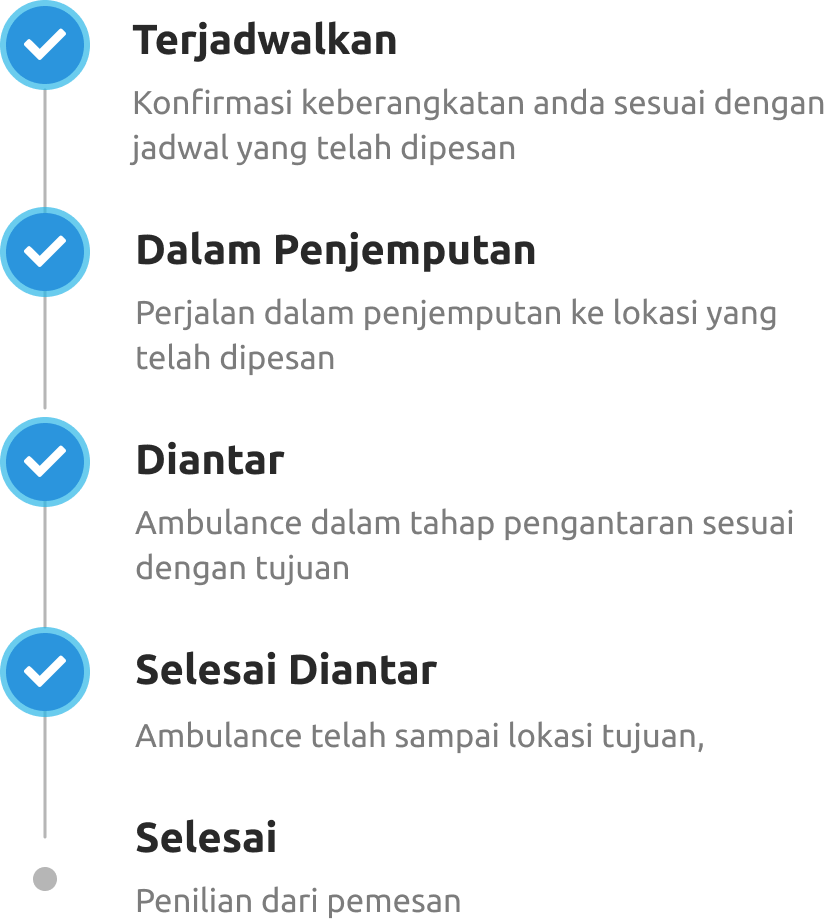 Terjadwalkan
Konfirmasi keberangkatan anda sesuai dengan
jadwal yang telah dipesan
Dalam Penjemputan
Perjalan dalam penjemputan ke lokasi yang
telah dipesan
Diantar
Ambulance dalam tahap pengantaran sesuai
dengan tujuan
Selesai Diantar
Ambulance telah sampai lokasi tujuan,
Selesai
Penilian dari pemesan